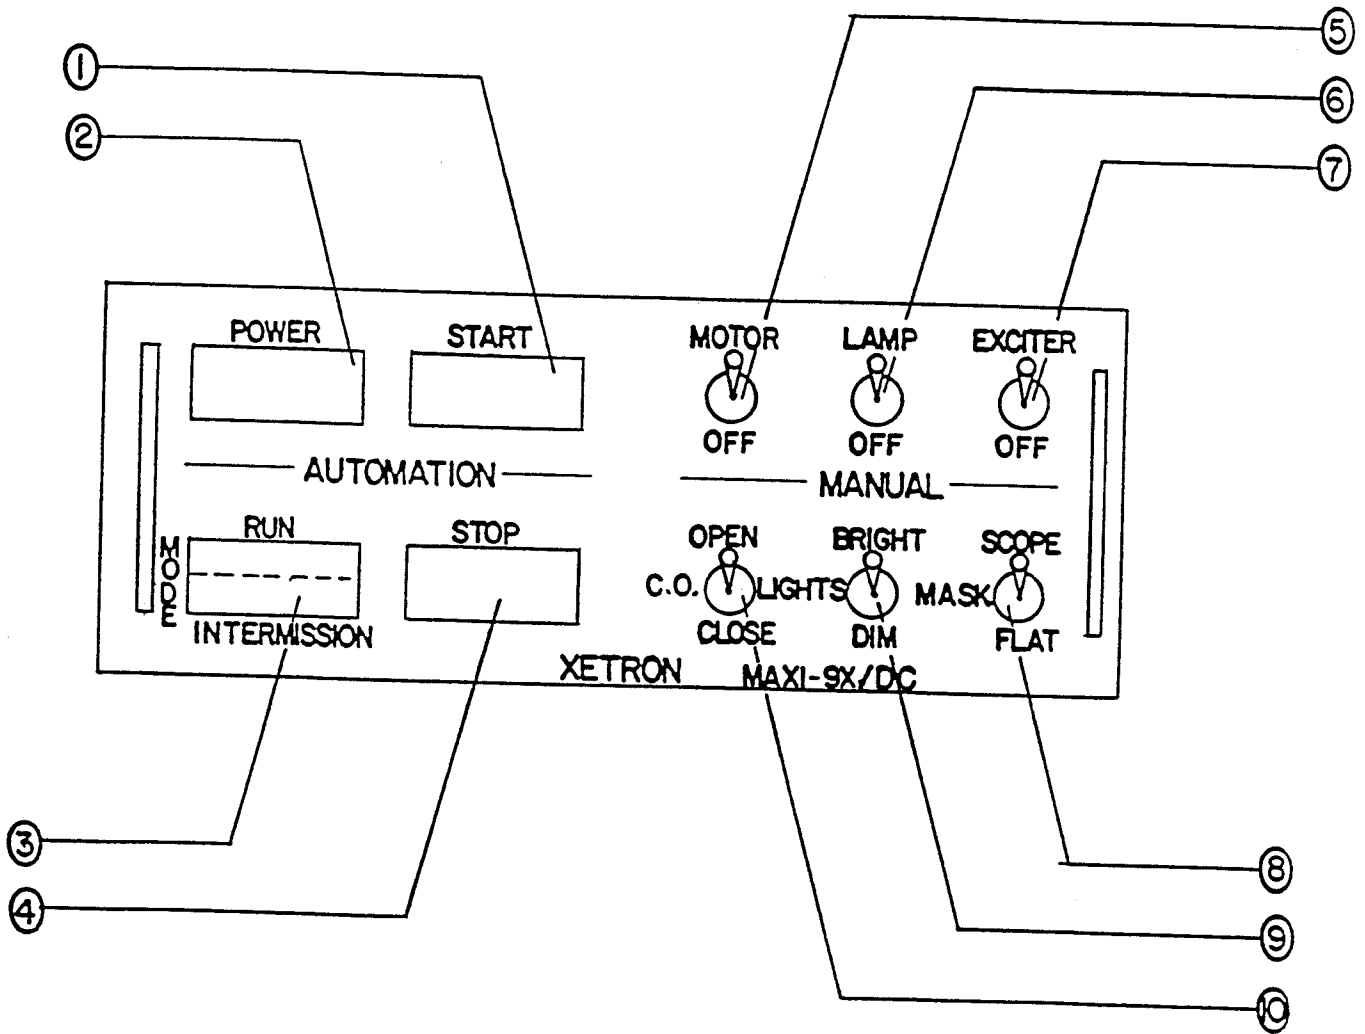 1
2
5
6
7
POWER
START
MOTOR
LAMP
EXCITER
OFF
OFF
OFF
AUTOMATION
MANUAL
MODE
RUN
STOP
INTERMISSION
OPEN
BRIGHT
SCOPE
C.O.
LIGHTS
MASK
CLOSE
DIM
FLAT
XETRON
MAXI-9X/DC
3
4
8
9
10